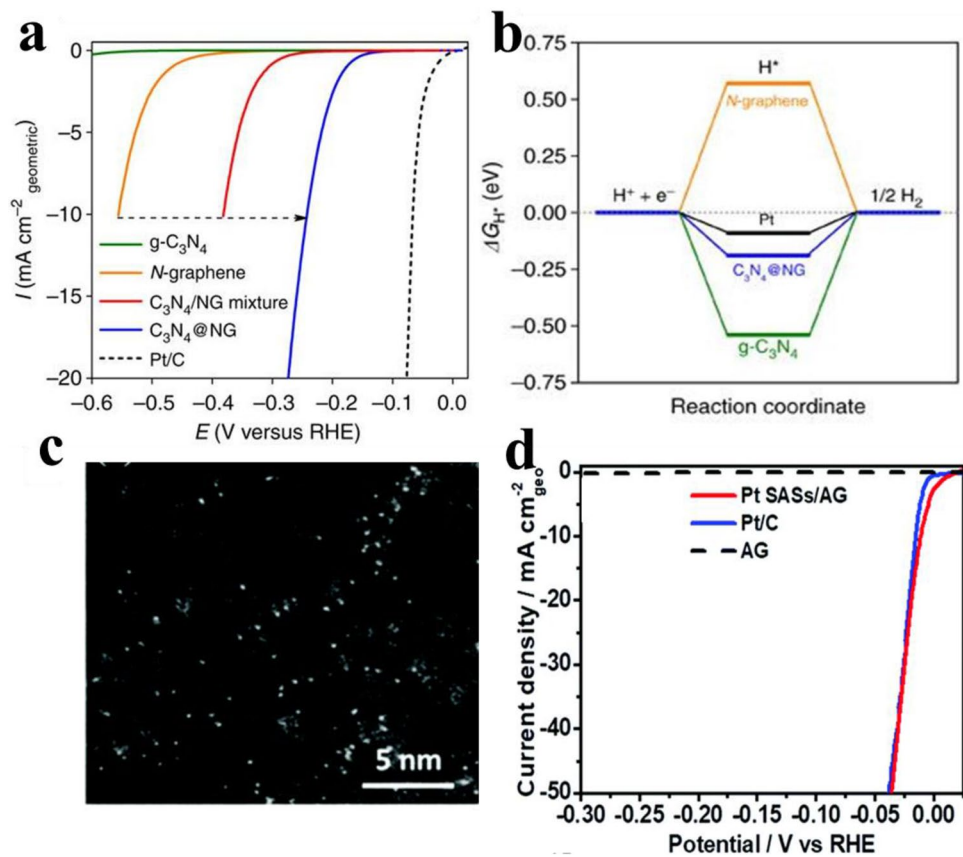 a
I (mA cm⁻² geometric)
0
−5
−10
−15
−20
g-C₃N₄
N-graphene
C₃N₄/NG mixture
C₃N₄@NG
Pt/C
−0.6 −0.5 −0.4 −0.3 −0.2 −0.1 0.0
E (V versus RHE)
b
ΔG_H* (eV)
0.75
0.50
0.25
0.00
−0.25
−0.50
−0.75
H*
N-graphene
H⁺ + e⁻
1/2 H₂
Pt
C₃N₄@NG
g-C₃N₄
Reaction coordinate
c
5 nm
d
Current density / mA cm⁻²geo
0
-10
-20
-30
-40
-50
Pt SASs/AG
Pt/C
AG
-0.30 -0.25 -0.20 -0.15 -0.10 -0.05 0.00
Potential / V vs RHE